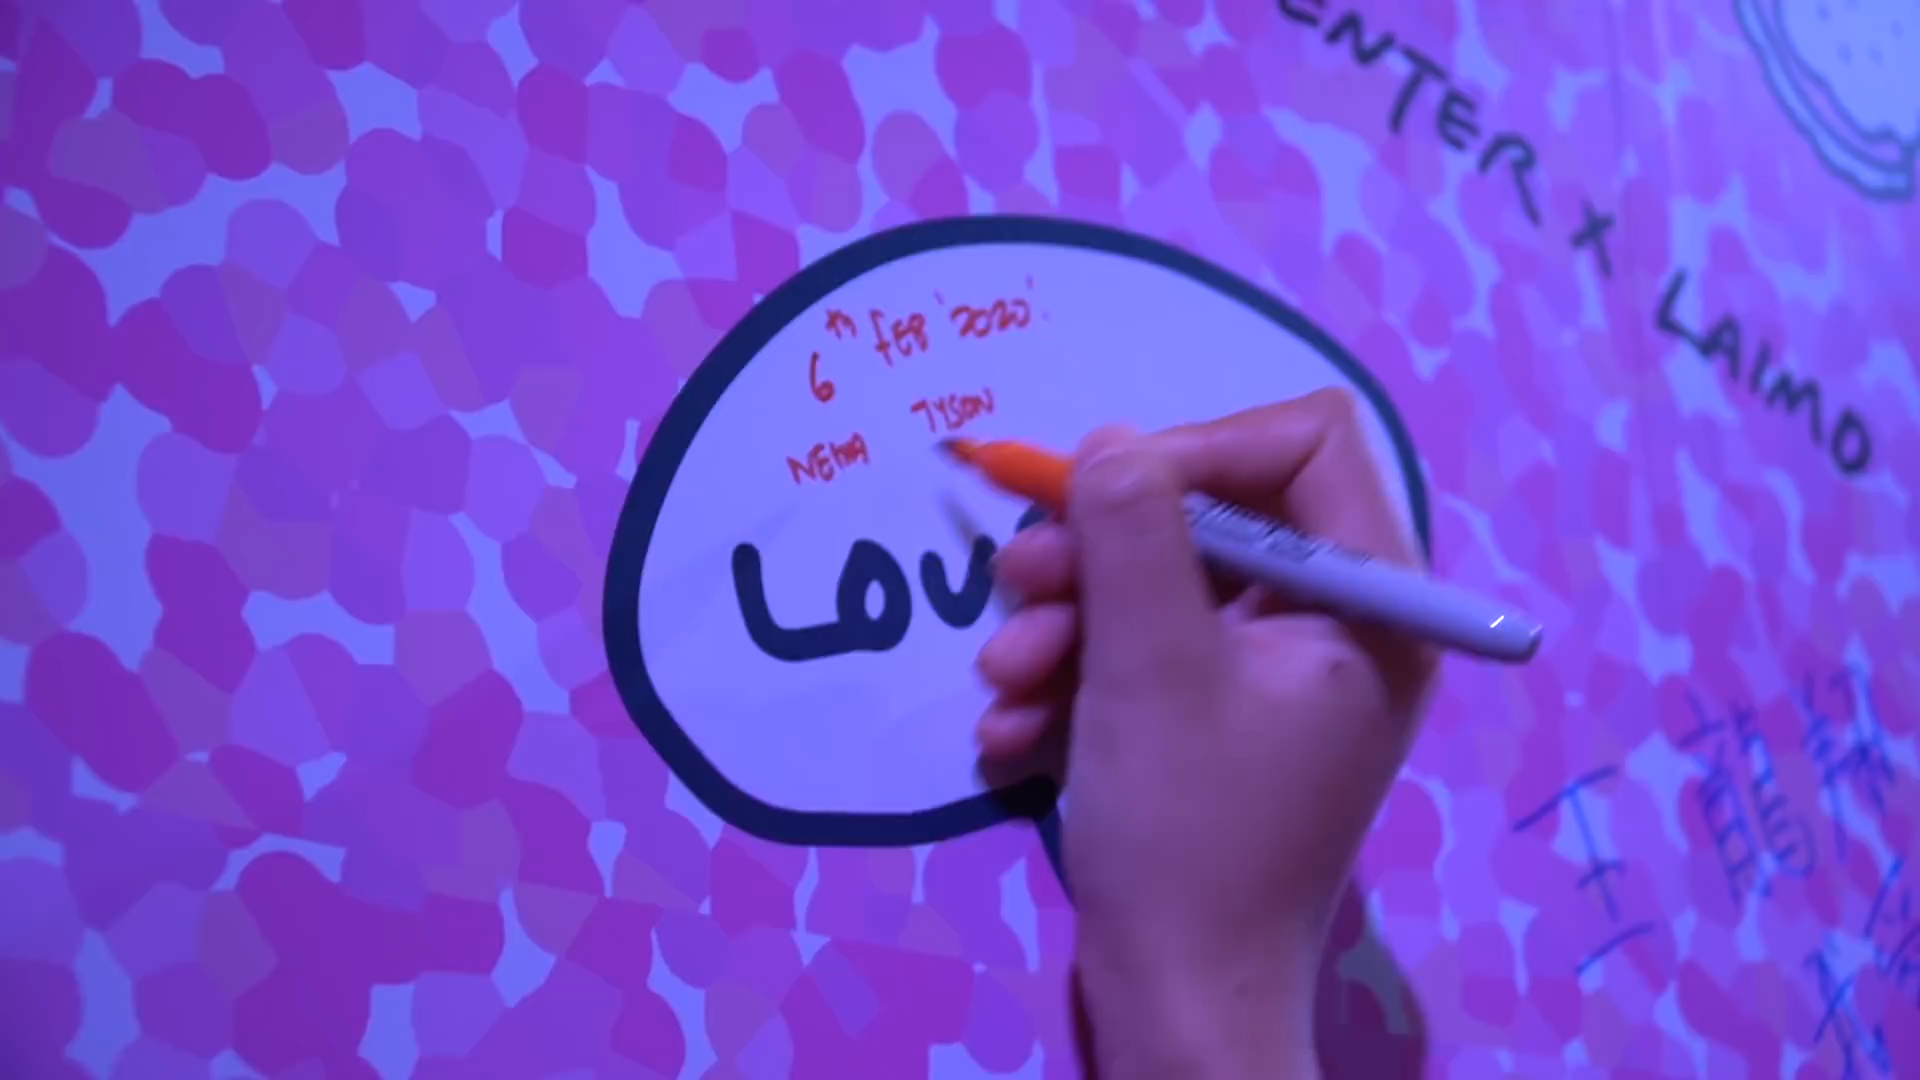 6th FEB '2020'
TYSON
NEHA
LOV
ENTER X LAIMO